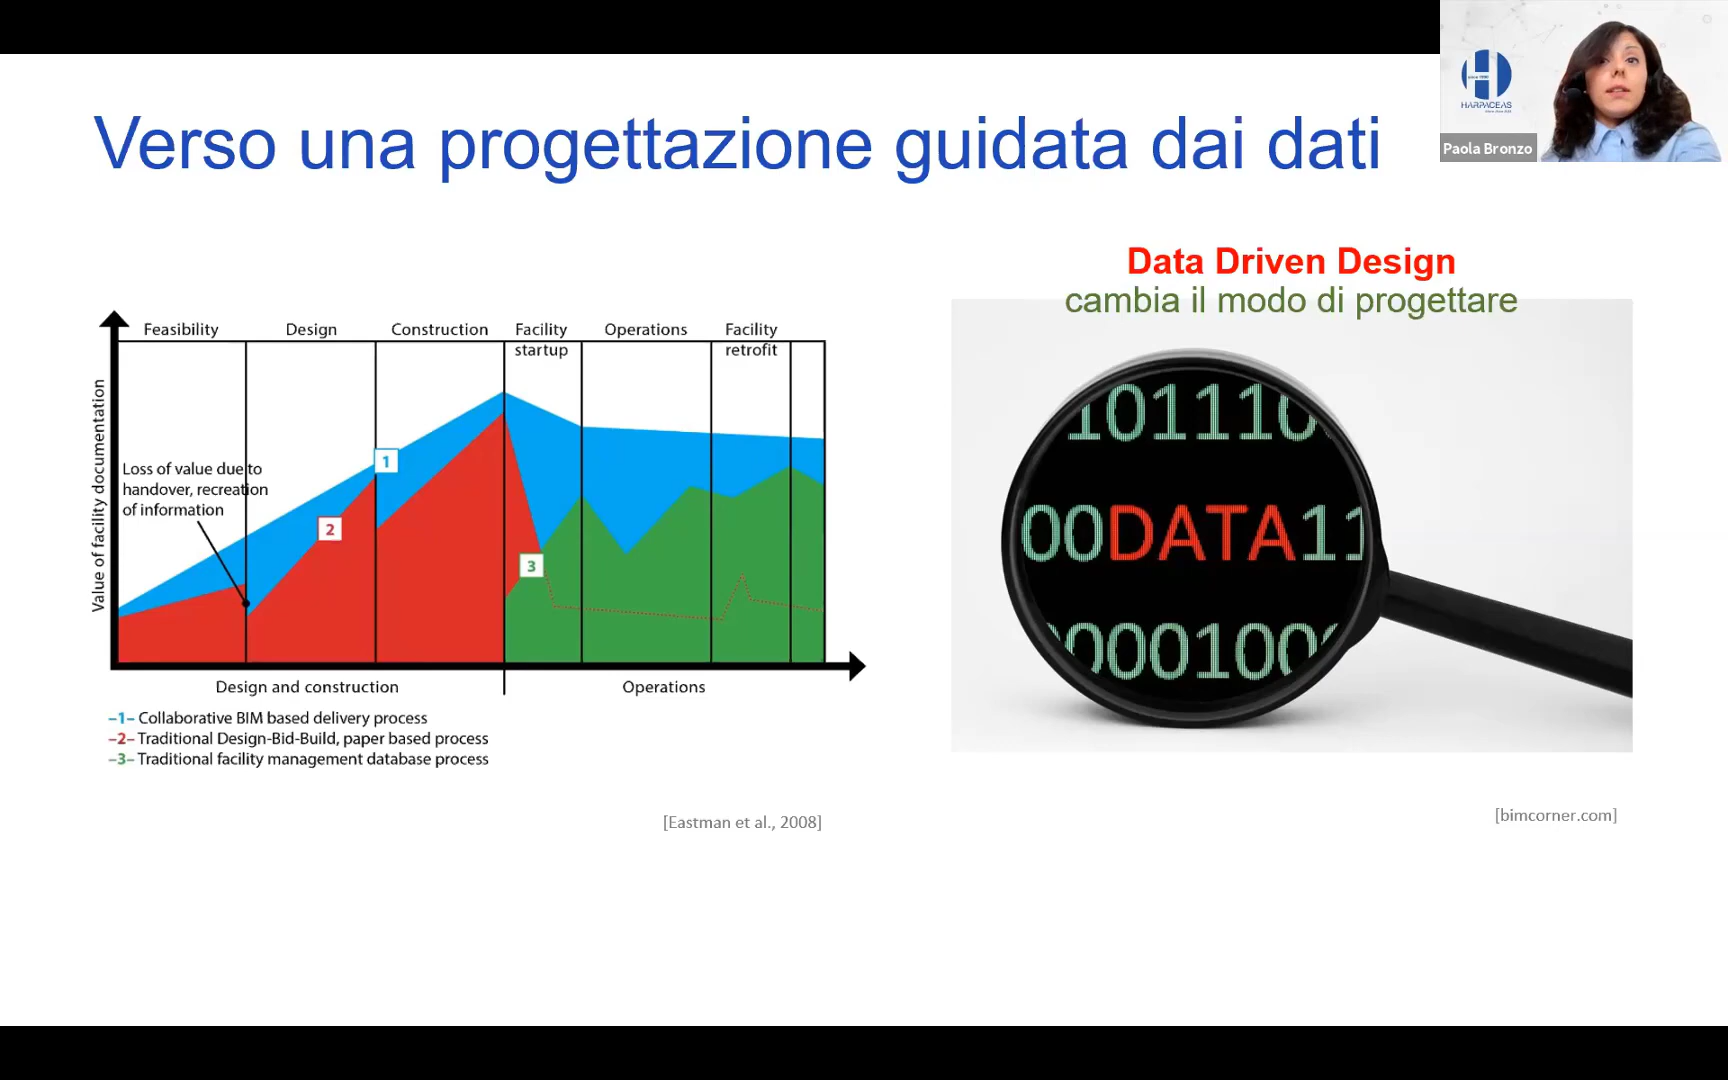 Verso una progettazione guidata dai dati
HARPACEAS
Paola Bronzo
Feasibility
Design
Construction
Facility
startup
Operations
Facility
retrofit
Value of facility documentation
Loss of value due to
handover, recreation
of information
1
2
3
Design and construction
Operations
–1– Collaborative BIM based delivery process
–2– Traditional Design-Bid-Build, paper based process
–3– Traditional facility management database process
[Eastman et al., 2008]
Data Driven Design
cambia il modo di progettare
101110
00DATA11
0000100
[bimcorner.com]